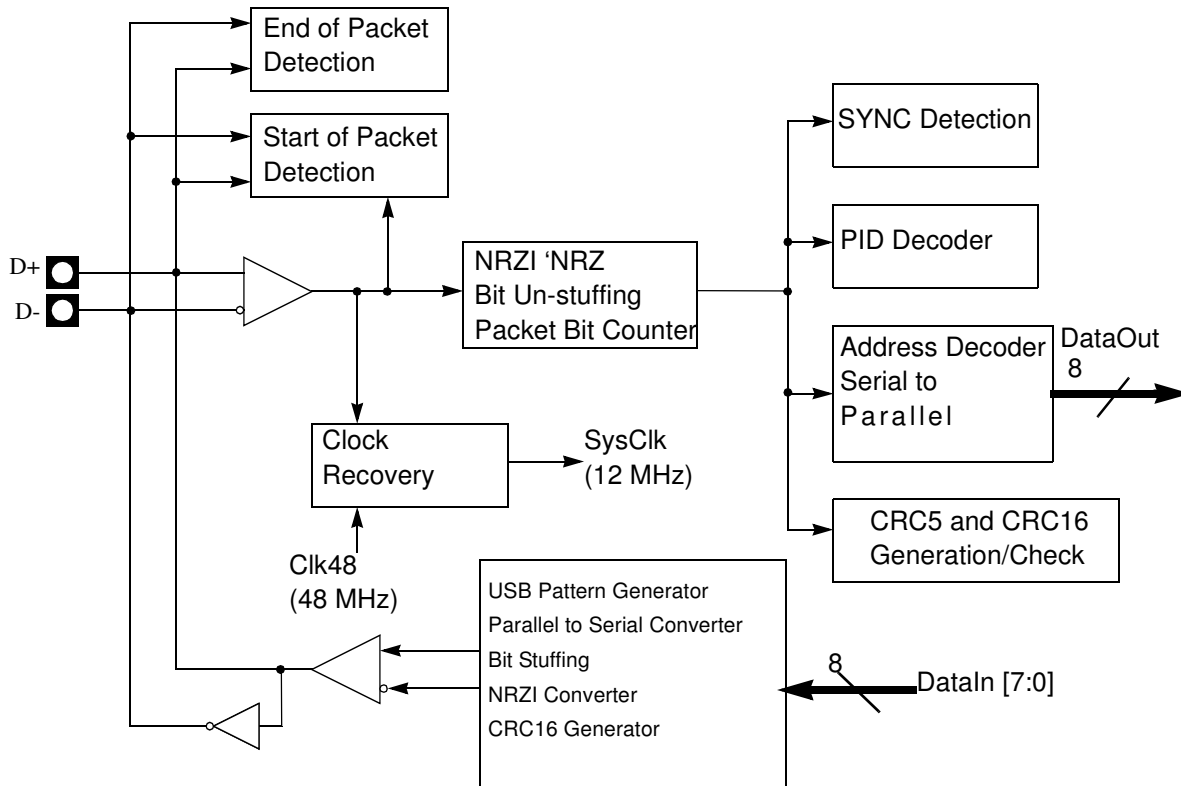 End of Packet
Detection
Start of Packet
Detection
SYNC Detection
PID Decoder
D+
D-
NRZI ‘NRZ
Bit Un-stuffing
Packet Bit Counter
Address Decoder
Serial to
Parallel
DataOut
8
Clock
Recovery
SysClk
(12 MHz)
Clk48
(48 MHz)
CRC5 and CRC16
Generation/Check
USB Pattern Generator
Parallel to Serial Converter
Bit Stuffing
NRZI Converter
CRC16 Generator
8
DataIn [7:0]